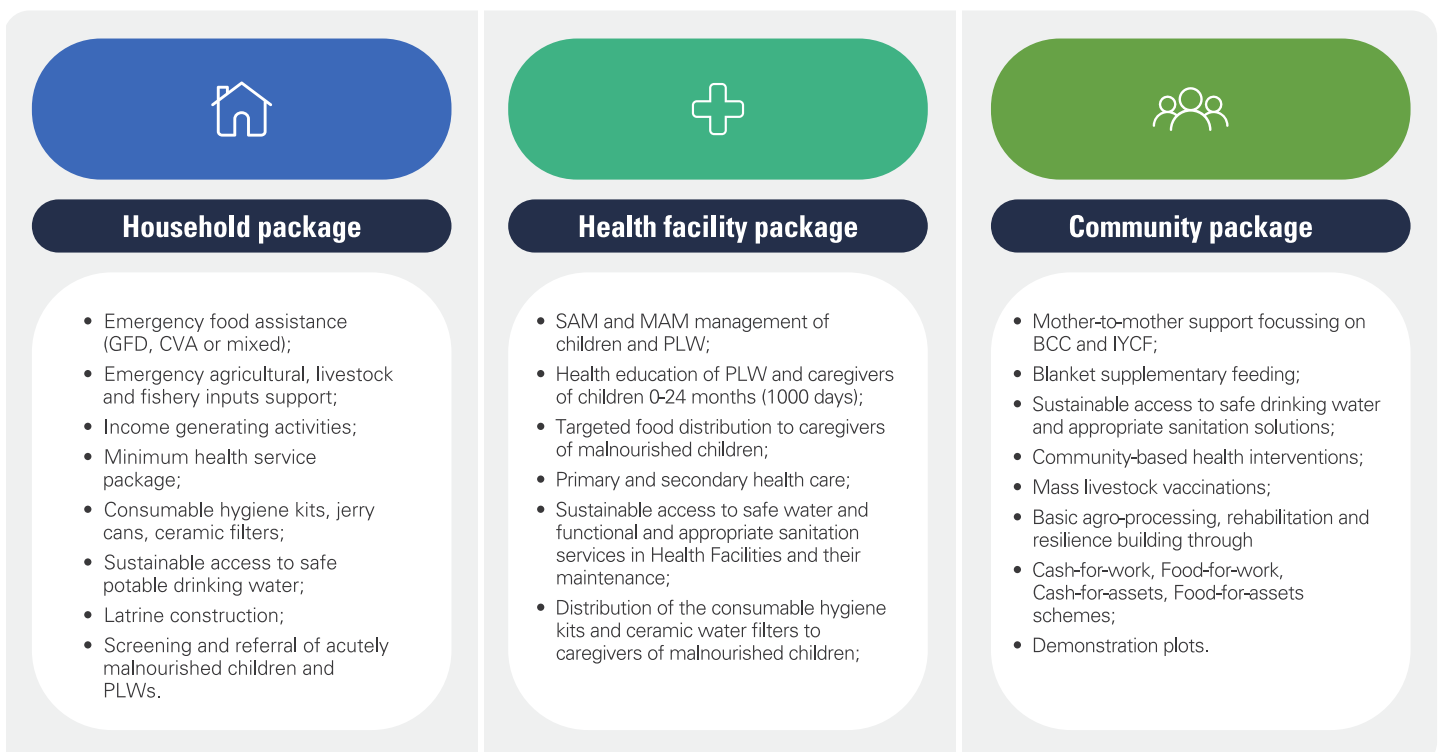 Household package
• Emergency food assistance
(GFD, CVA or mixed);
• Emergency agricultural, livestock
and fishery inputs support;
• Income generating activities;
• Minimum health service
package;
• Consumable hygiene kits, jerry
cans, ceramic filters;
• Sustainable access to safe
potable drinking water;
• Latrine construction;
• Screening and referral of acutely
malnourished children and
PLWs.
Health facility package
• SAM and MAM management of
children and PLW;
• Health education of PLW and caregivers
of children 0-24 months (1000 days);
• Targeted food distribution to caregivers
of malnourished children;
• Primary and secondary health care;
• Sustainable access to safe water and
functional and appropriate sanitation
services in Health Facilities and their
maintenance;
• Distribution of the consumable hygiene
kits and ceramic water filters to
caregivers of malnourished children;
Community package
• Mother-to-mother support focussing on
BCC and IYCF;
• Blanket supplementary feeding;
• Sustainable access to safe drinking water
and appropriate sanitation solutions;
• Community-based health interventions;
• Mass livestock vaccinations;
• Basic agro-processing, rehabilitation and
resilience building through
• Cash-for-work, Food-for-work,
Cash-for-assets, Food-for-assets
schemes;
• Demonstration plots.